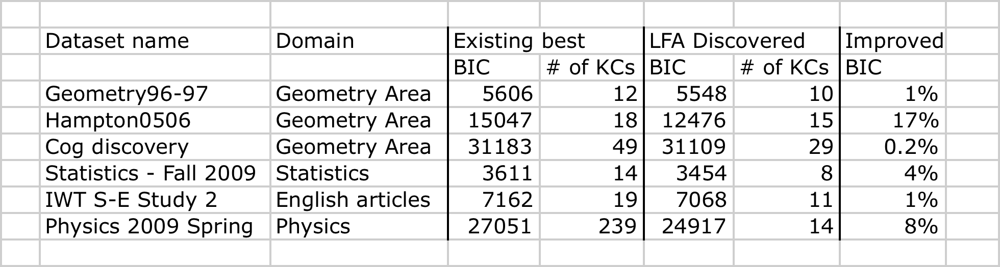 Dataset name Domain Existing best LFA Discovered Improved
BIC # of KCs BIC # of KCs BIC
Geometry96-97 Geometry Area 5606 12 5548 10 1%
Hampton0506 Geometry Area 15047 18 12476 15 17%
Cog discovery Geometry Area 31183 49 31109 29 0.2%
Statistics - Fall 2009 Statistics 3611 14 3454 8 4%
IWT S-E Study 2 English articles 7162 19 7068 11 1%
Physics 2009 Spring Physics 27051 239 24917 14 8%